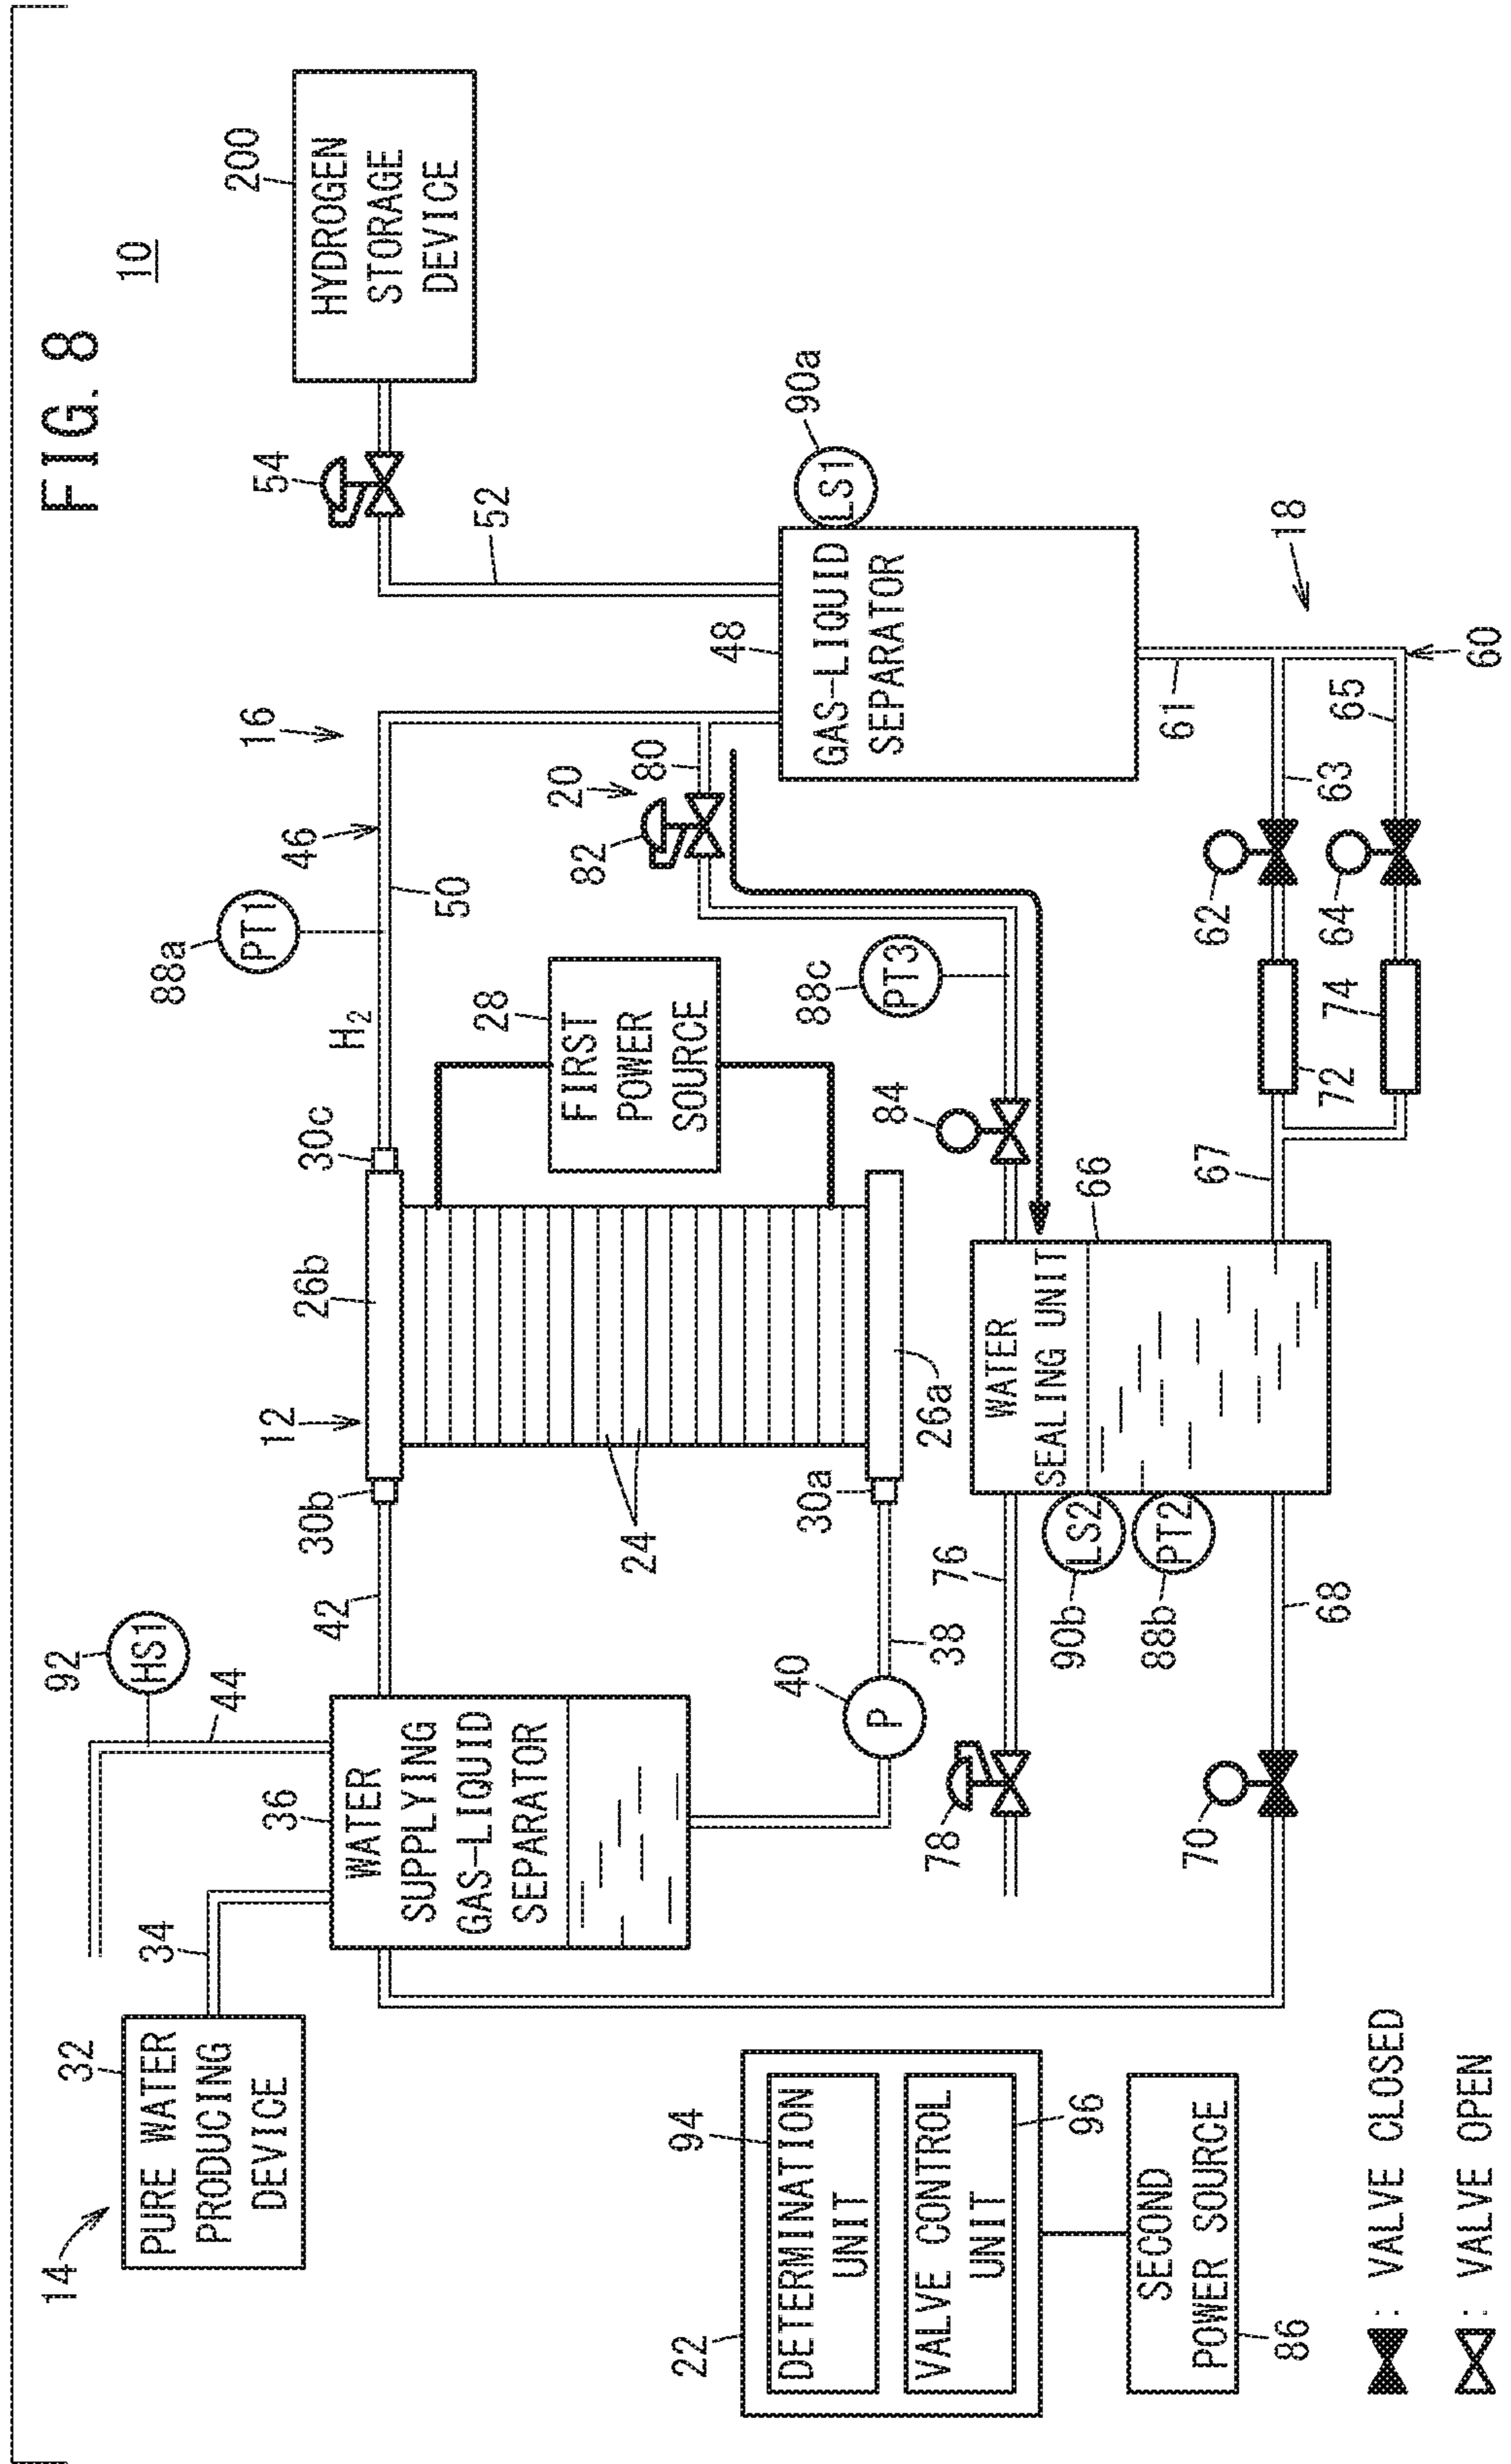 FIG. 8
10
14
32
PURE WATER
PRODUCING
DEVICE
34
44
92
HS1
36
WATER
SUPPLYING
GAS-LIQUID
SEPARATOR
42
30b
12
26b
30c
H2
88a
PT1
46
16
50
54
52
200
HYDROGEN
STORAGE
DEVICE
24
28
FIRST
POWER
SOURCE
20
82
80
48
GAS-LIQUID
SEPARATOR
90a
LS1
40
P
38
30a
26a
88c
PT3
84
78
76
WATER
SEALING UNIT
66
90b
LS2
88b
PT2
70
68
67
72
74
62
64
63
65
61
60
18
22
94
DETERMINATION
UNIT
VALVE CONTROL
UNIT
96
SECOND
POWER SOURCE
86
: VALVE CLOSED
: VALVE OPEN